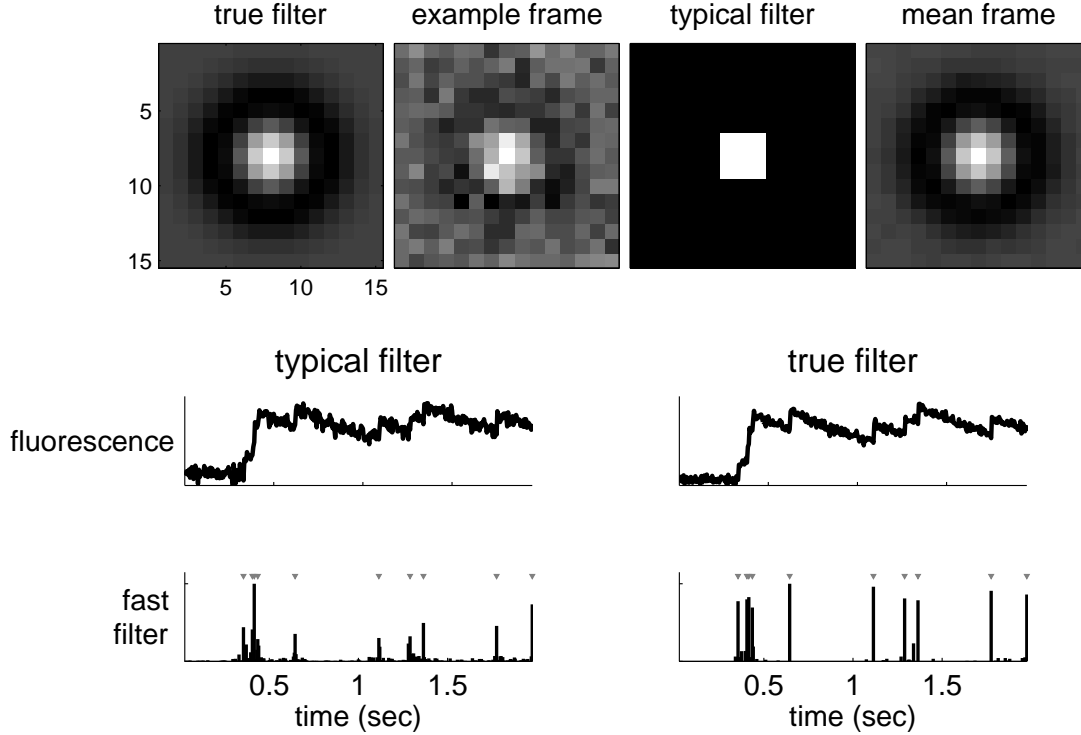 true filter
example frame
typical filter
mean frame
5
10
15
5
10
15
typical filter
true filter
fluorescence
fast
filter
0.5
1
1.5
time (sec)
0.5
1
1.5
time (sec)